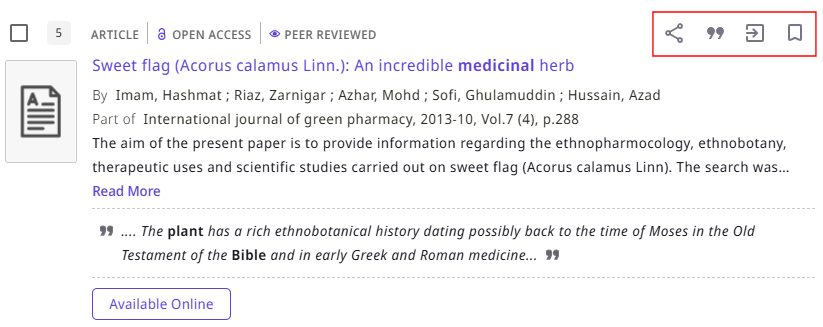 5 ARTICLE OPEN ACCESS PEER REVIEWED
Sweet flag (Acorus calamus Linn.): An incredible medicinal herb
By Imam, Hashmat ; Riaz, Zarnigar ; Azhar, Mohd ; Sofi, Ghulamuddin ; Hussain, Azad
Part of International journal of green pharmacy, 2013-10, Vol.7 (4), p.288
The aim of the present paper is to provide information regarding the ethnopharmocology, ethnobotany,
therapeutic uses and scientific studies carried out on sweet flag (Acorus calamus Linn). The search was...
Read More
.... The plant has a rich ethnobotanical history dating possibly back to the time of Moses in the Old
Testament of the Bible and in early Greek and Roman medicine...
Available Online